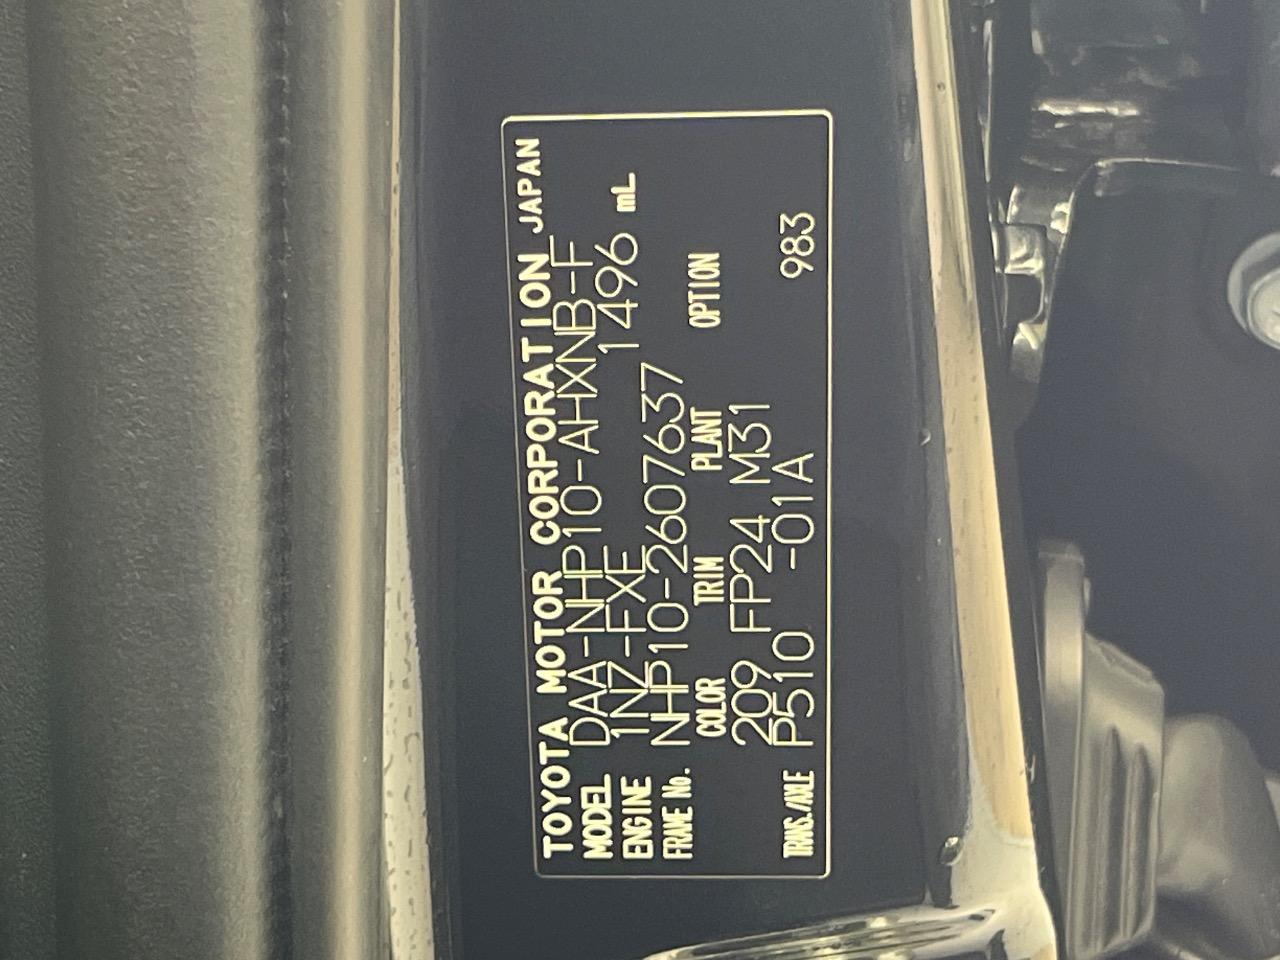 TOYOTA MOTOR CORPORATION JAPAN
MODEL DAA-NHP10-AHXNB-F
ENGINE 1NZ-FXE 1496 mL
FRAME No. NHP10-2607637
COLOR TRIM PLANT OPTION
209 FP24 M31
TRANS./AXLE P510 -01A 983